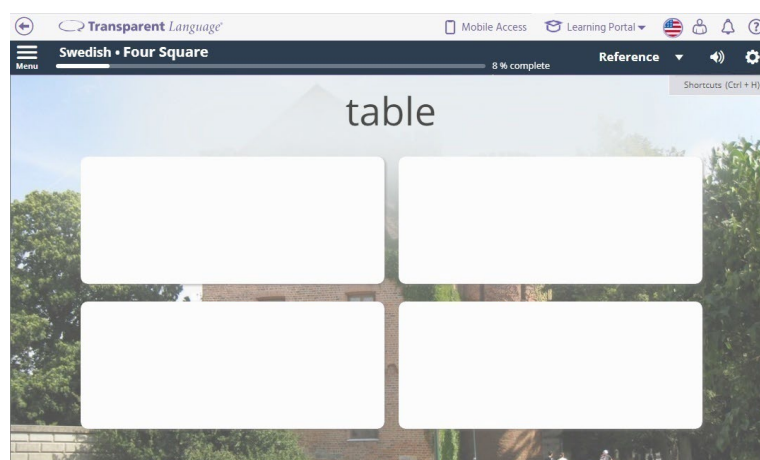 Transparent Language
Mobile Access
Learning Portal
Menu
Swedish • Four Square
8 % complete
Reference
Shortcuts (Ctrl + H)
table